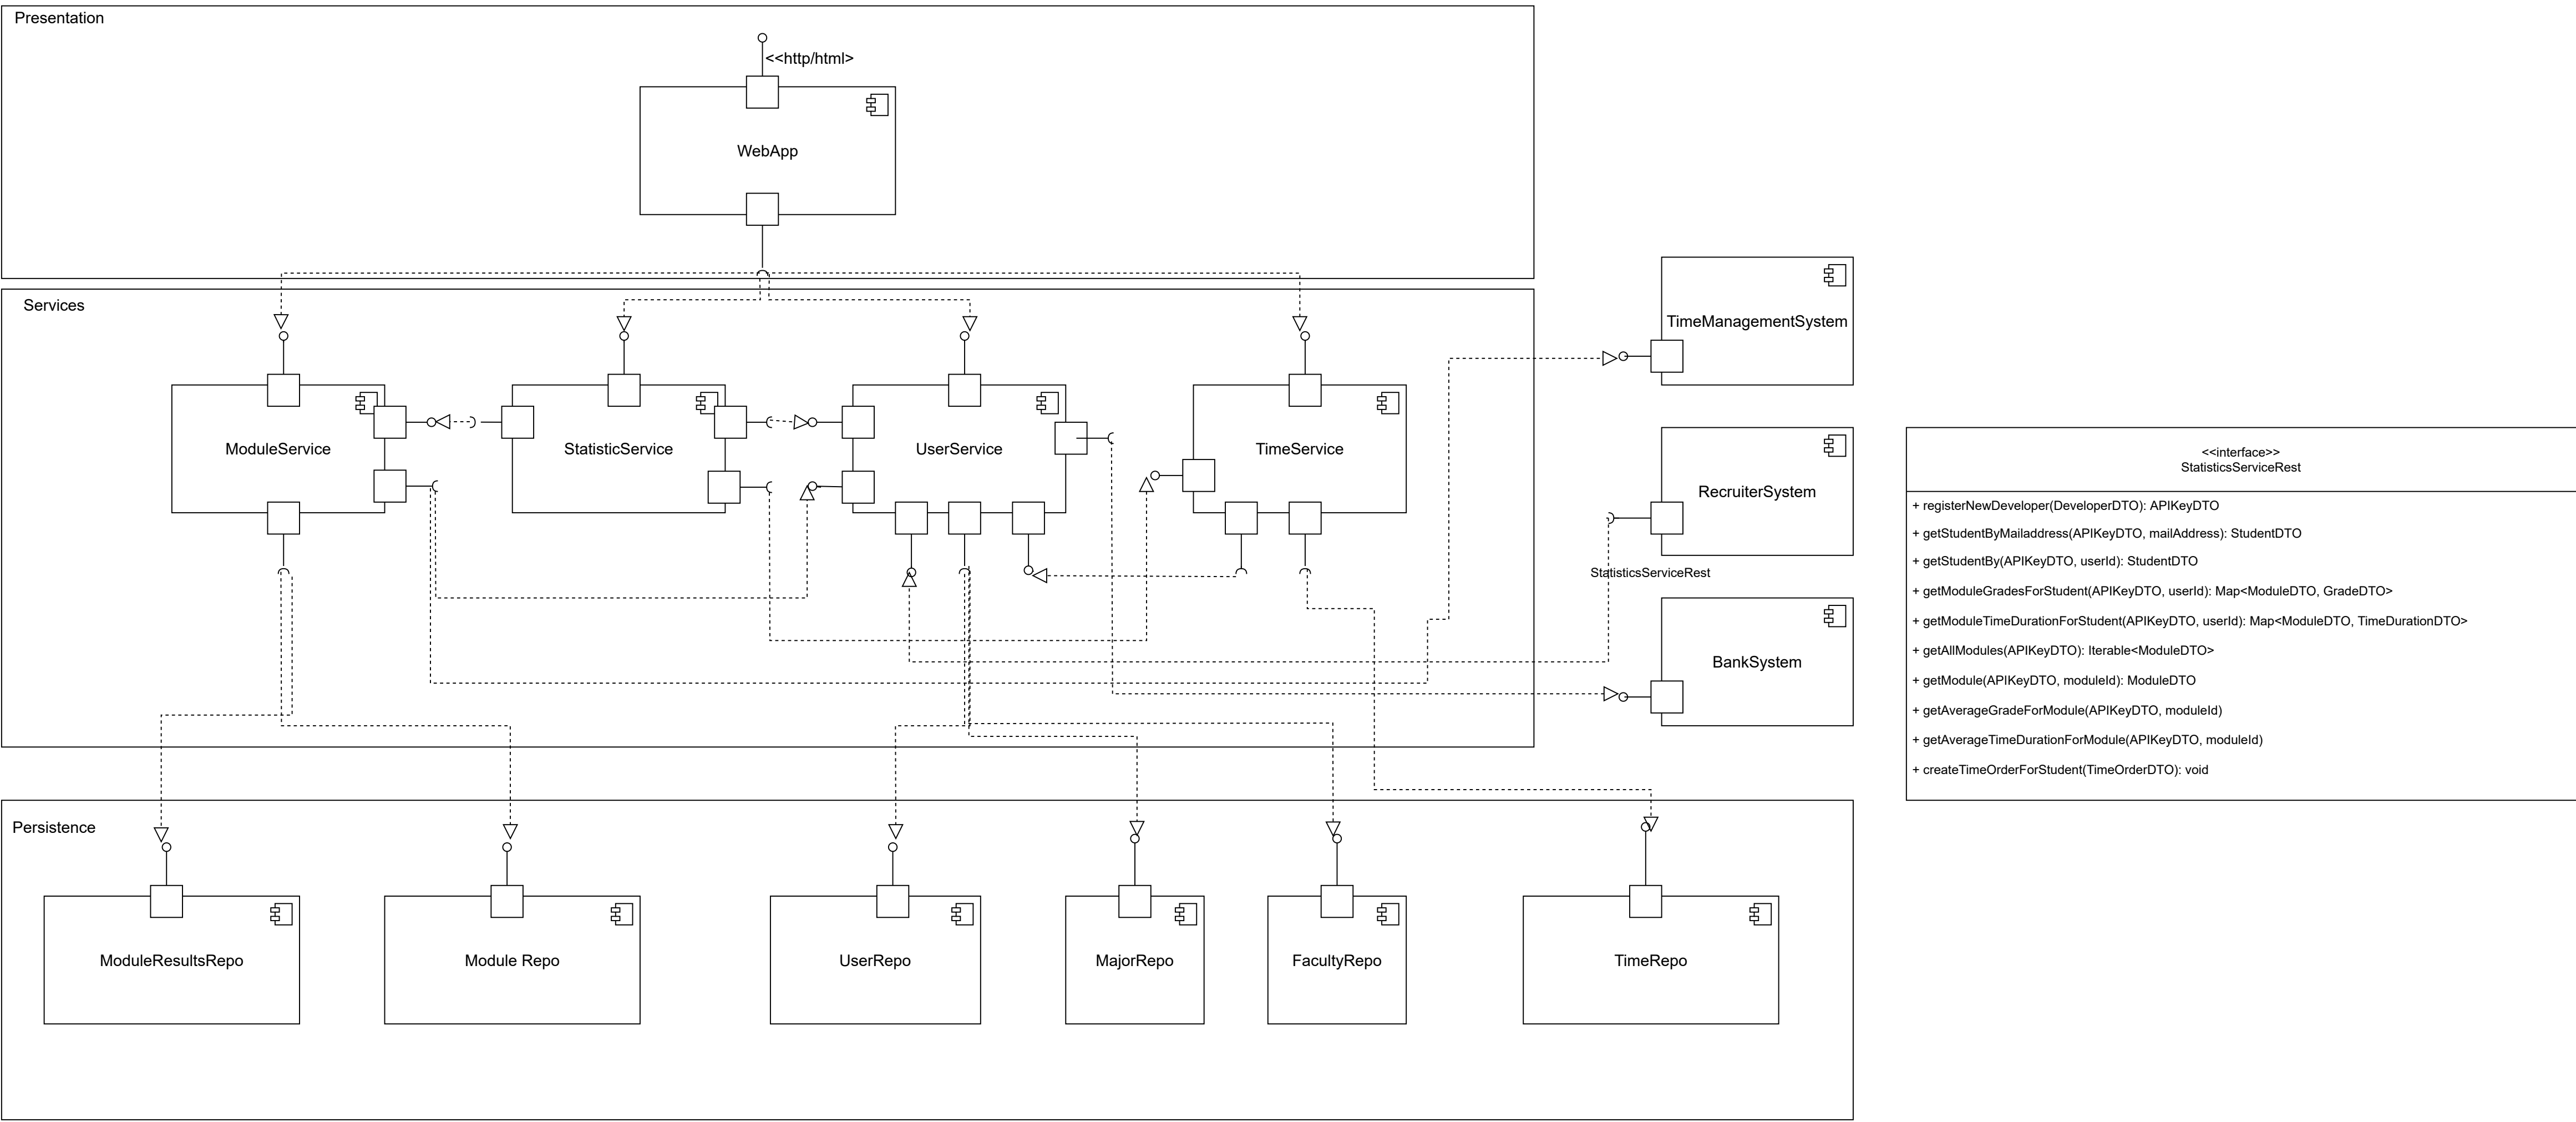 Presentation
<<http/html>
WebApp
Services
TimeManagementSystem
ModuleService
StatisticService
UserService
TimeService
RecruiterSystem
StatisticsServiceRest
BankSystem
<<interface>>
StatisticsServiceRest
+ registerNewDeveloper(DeveloperDTO): APIKeyDTO
+ getStudentByMailaddress(APIKeyDTO, mailAddress): StudentDTO
+ getStudentBy(APIKeyDTO, userId): StudentDTO
+ getModuleGradesForStudent(APIKeyDTO, userId): Map<ModuleDTO, GradeDTO>
+ getModuleTimeDurationForStudent(APIKeyDTO, userId): Map<ModuleDTO, TimeDurationDTO>
+ getAllModules(APIKeyDTO): Iterable<ModuleDTO>
+ getModule(APIKeyDTO, moduleId): ModuleDTO
+ getAverageGradeForModule(APIKeyDTO, moduleId)
+ getAverageTimeDurationForModule(APIKeyDTO, moduleId)
+ createTimeOrderForStudent(TimeOrderDTO): void
Persistence
ModuleResultsRepo
Module Repo
UserRepo
MajorRepo
FacultyRepo
TimeRepo